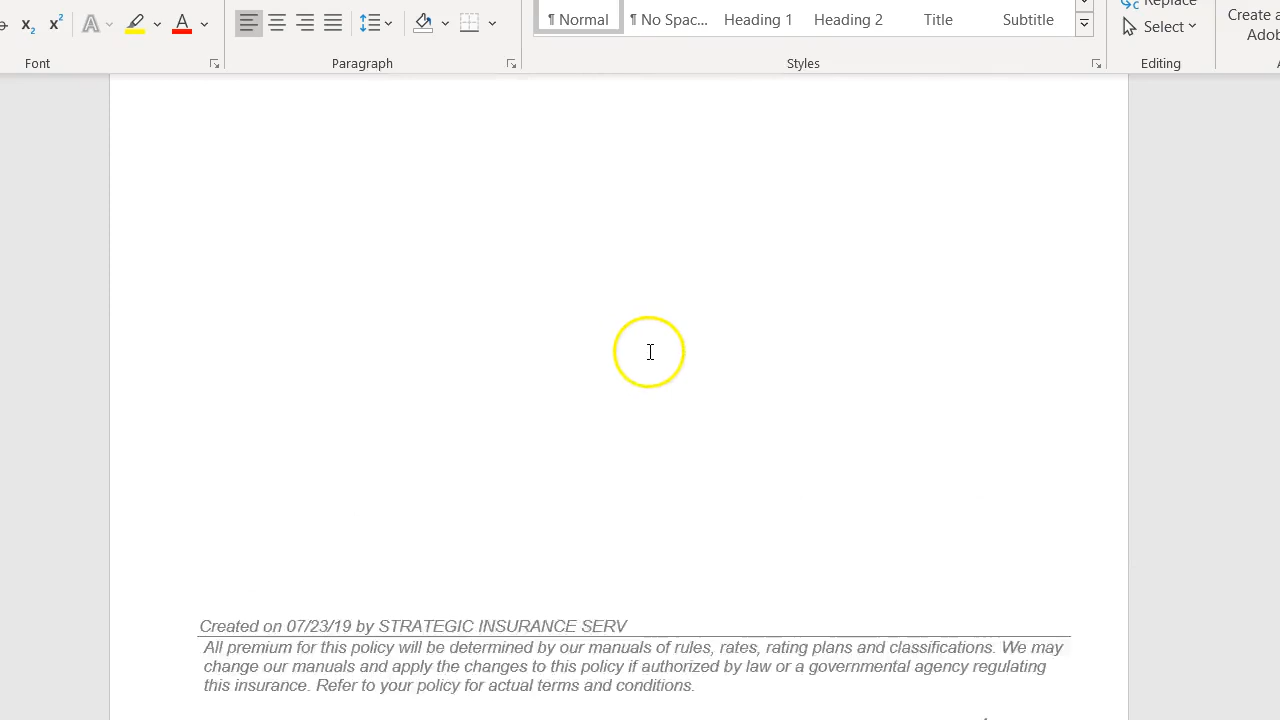 Replace
¶ Normal ¶ No Spac... Heading 1 Heading 2 Title Subtitle
Select
Create
Adob
Font Paragraph Styles Editing
Created on 07/23/19 by STRATEGIC INSURANCE SERV
All premium for this policy will be determined by our manuals of rules, rates, rating plans and classifications. We may
change our manuals and apply the changes to this policy if authorized by law or a governmental agency regulating
this insurance. Refer to your policy for actual terms and conditions.